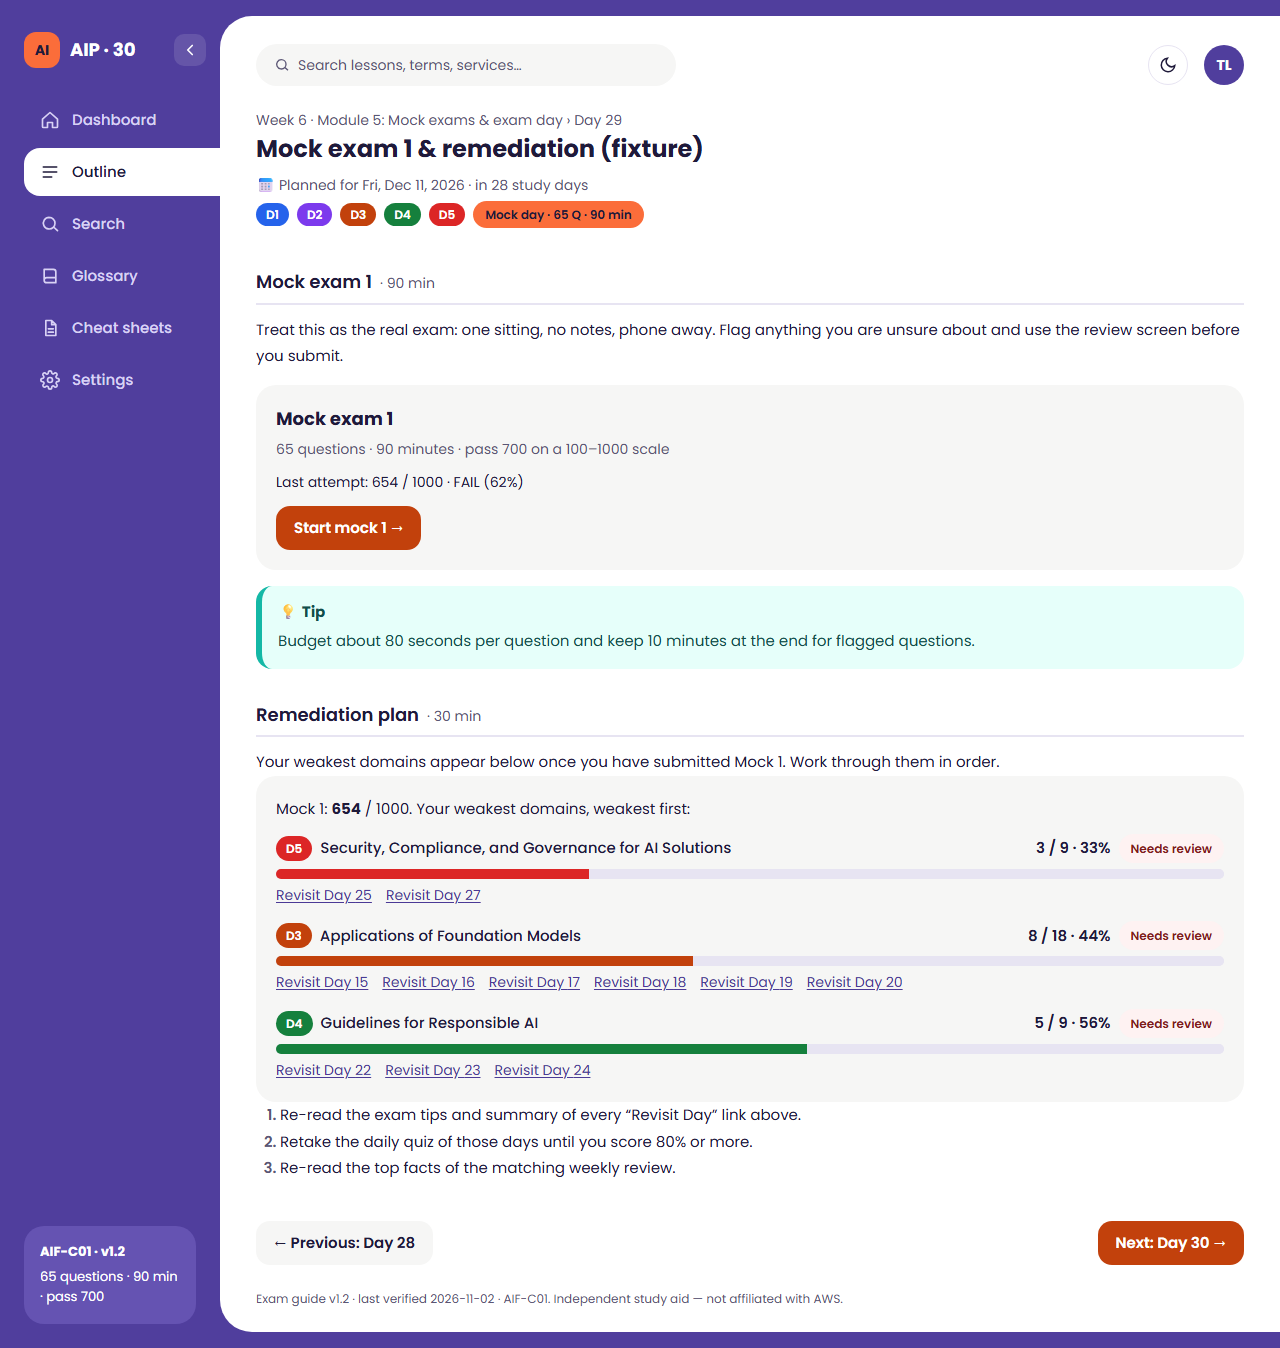 AI
AIP · 30
Dashboard
Outline
Search
Glossary
Cheat sheets
Settings
AIF-C01 · v1.2
65 questions · 90 min
· pass 700
Search lessons, terms, services…
TL
Week 6 · Module 5: Mock exams & exam day › Day 29
Mock exam 1 & remediation (fixture)
Planned for Fri, Dec 11, 2026 · in 28 study days
D1 D2 D3 D4 D5 Mock day · 65 Q · 90 min
Mock exam 1 · 90 min
Treat this as the real exam: one sitting, no notes, phone away. Flag anything you are unsure about and use the review screen before
you submit.
Mock exam 1
65 questions · 90 minutes · pass 700 on a 100–1000 scale
Last attempt: 654 / 1000 · FAIL (62%)
Start mock 1 →
Tip
Budget about 80 seconds per question and keep 10 minutes at the end for flagged questions.
Remediation plan · 30 min
Your weakest domains appear below once you have submitted Mock 1. Work through them in order.
Mock 1: 654 / 1000. Your weakest domains, weakest first:
D5 Security, Compliance, and Governance for AI Solutions 3 / 9 · 33% Needs review
Revisit Day 25 Revisit Day 27
D3 Applications of Foundation Models 8 / 18 · 44% Needs review
Revisit Day 15 Revisit Day 16 Revisit Day 17 Revisit Day 18 Revisit Day 19 Revisit Day 20
D4 Guidelines for Responsible AI 5 / 9 · 56% Needs review
Revisit Day 22 Revisit Day 23 Revisit Day 24
1. Re-read the exam tips and summary of every “Revisit Day” link above.
2. Retake the daily quiz of those days until you score 80% or more.
3. Re-read the top facts of the matching weekly review.
← Previous: Day 28
Next: Day 30 →
Exam guide v1.2 · last verified 2026-11-02 · AIF-C01. Independent study aid — not affiliated with AWS.